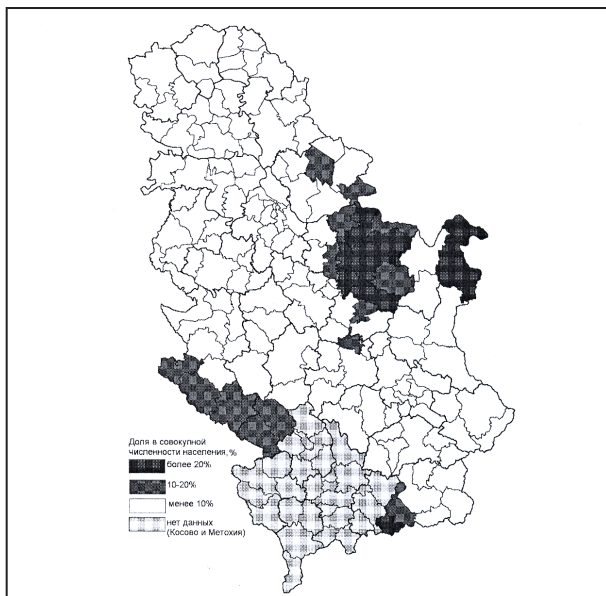 Доля в совокупной
численности населения,%
более 20%
10-20%
менее 10%
нет данных
(Косово и Метохия)